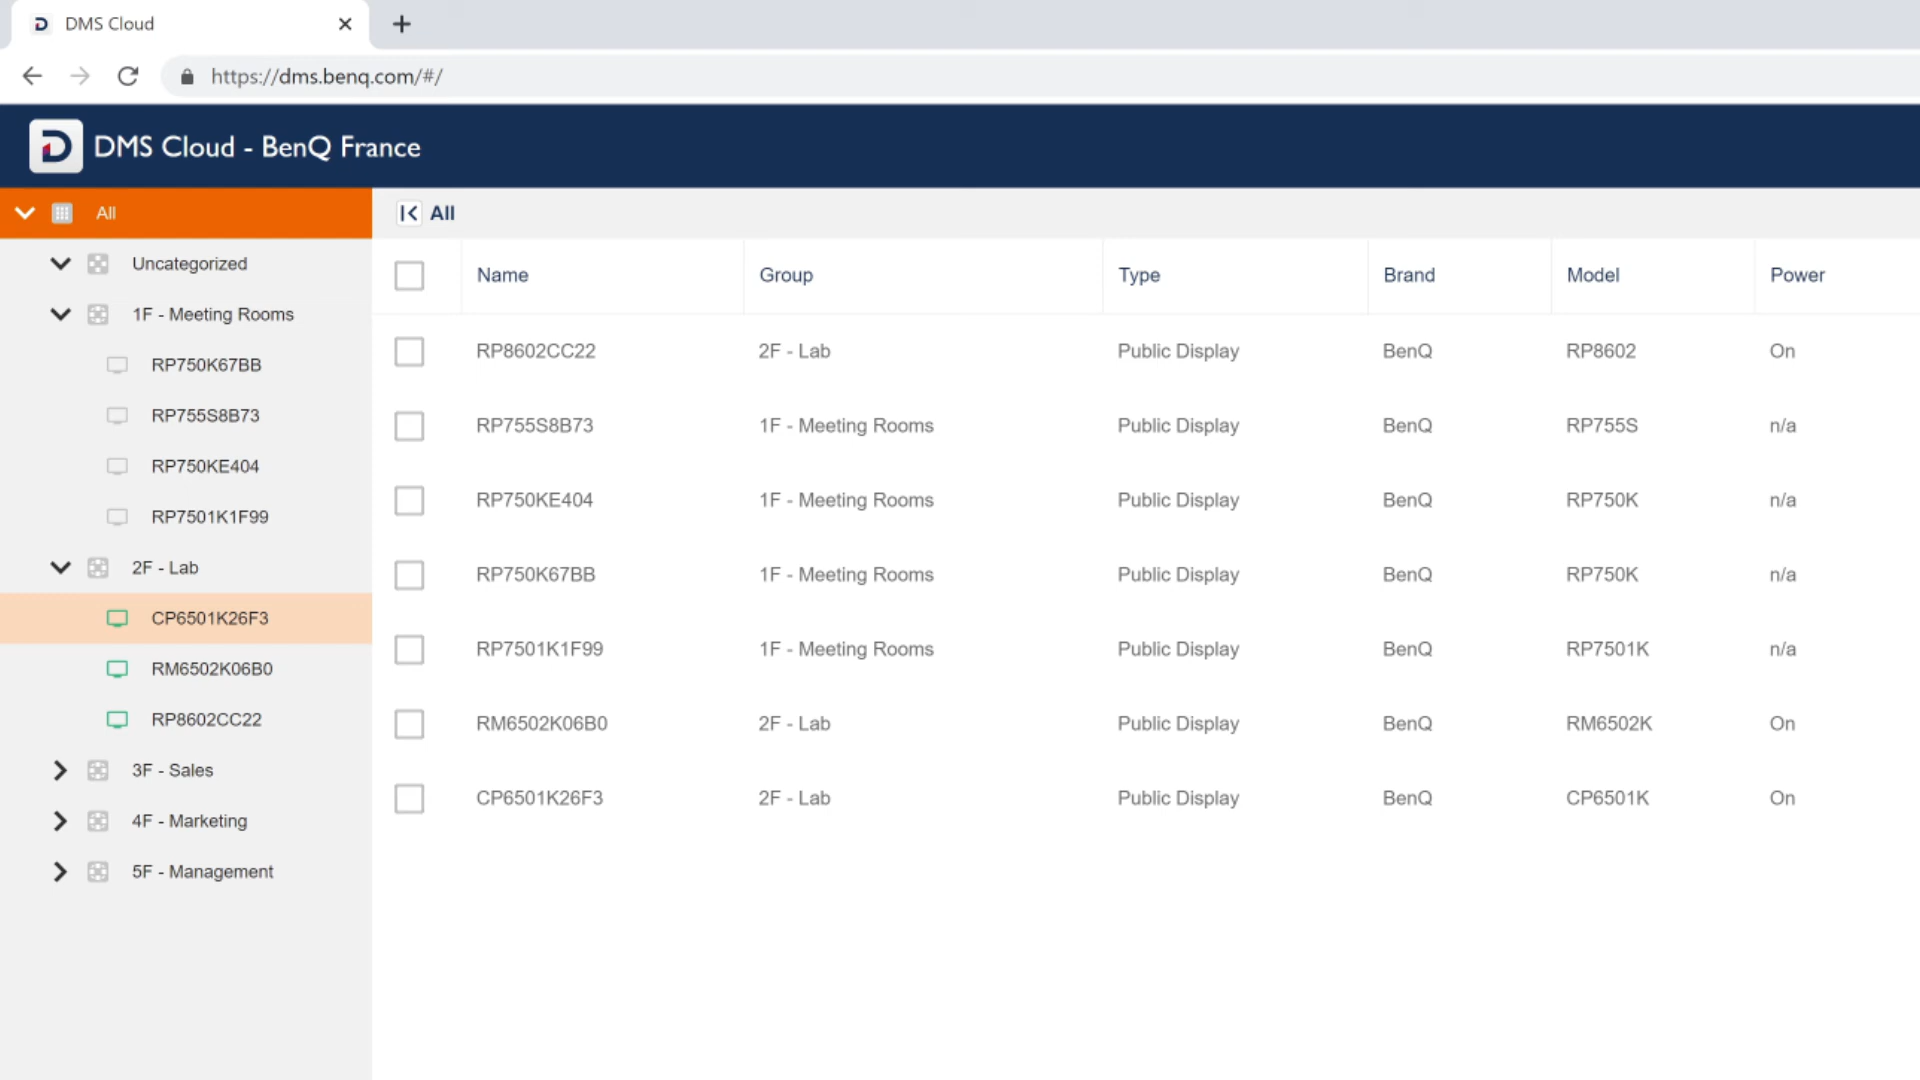 DMS Cloud
https://dms.benq.com/#/
DMS Cloud - BenQ France
All
Uncategorized
1F - Meeting Rooms
RP750K67BB
RP755S8B73
RP750KE404
RP7501K1F99
2F - Lab
CP6501K26F3
RM6502K06B0
RP8602CC22
3F - Sales
4F - Marketing
5F - Management
All
Name Group Type Brand Model Power
RP8602CC22 2F - Lab Public Display BenQ RP8602 On
RP755S8B73 1F - Meeting Rooms Public Display BenQ RP755S n/a
RP750KE404 1F - Meeting Rooms Public Display BenQ RP750K n/a
RP750K67BB 1F - Meeting Rooms Public Display BenQ RP750K n/a
RP7501K1F99 1F - Meeting Rooms Public Display BenQ RP7501K n/a
RM6502K06B0 2F - Lab Public Display BenQ RM6502K On
CP6501K26F3 2F - Lab Public Display BenQ CP6501K On